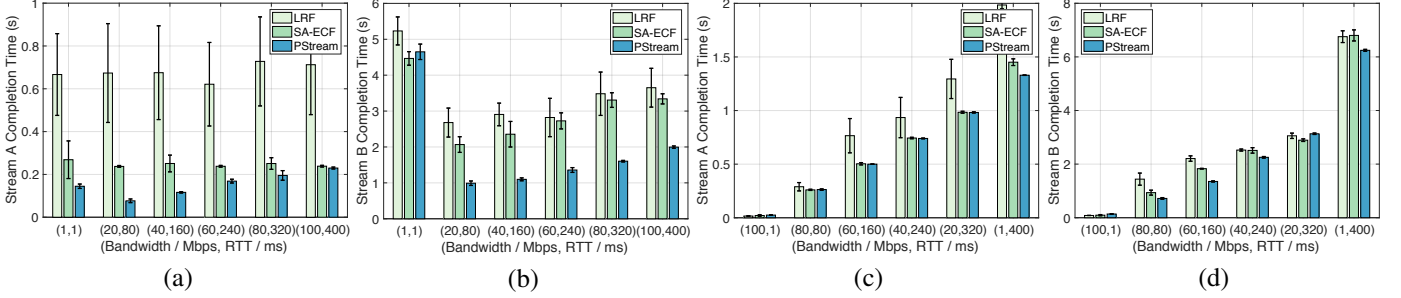 Stream A Completion Time (s)
1
0.8
0.6
0.4
0.2
0
LRF
SA-ECF
PStream
(1,1) (20,80) (40,160) (60,240) (80,320)(100,400)
(Bandwidth / Mbps, RTT / ms)
(a)
Stream B Completion Time (s)
6
5
4
3
2
1
0
LRF
SA-ECF
PStream
(1,1) (20,80) (40,160) (60,240) (80,320) (100,400)
(Bandwidth / Mbps, RTT / ms)
(b)
Stream A Completion Time (s)
2
1.5
1
0.5
0
LRF
SA-ECF
PStream
(100,1) (80,80) (60,160) (40,240) (20,320) (1,400)
(Bandwidth / Mbps, RTT / ms)
(c)
Stream B Completion Time (s)
8
6
4
2
0
LRF
SA-ECF
PStream
(100,1) (80,80) (60,160) (40,240) (20,320) (1,400)
(Bandwidth / Mbps, RTT / ms)
(d)